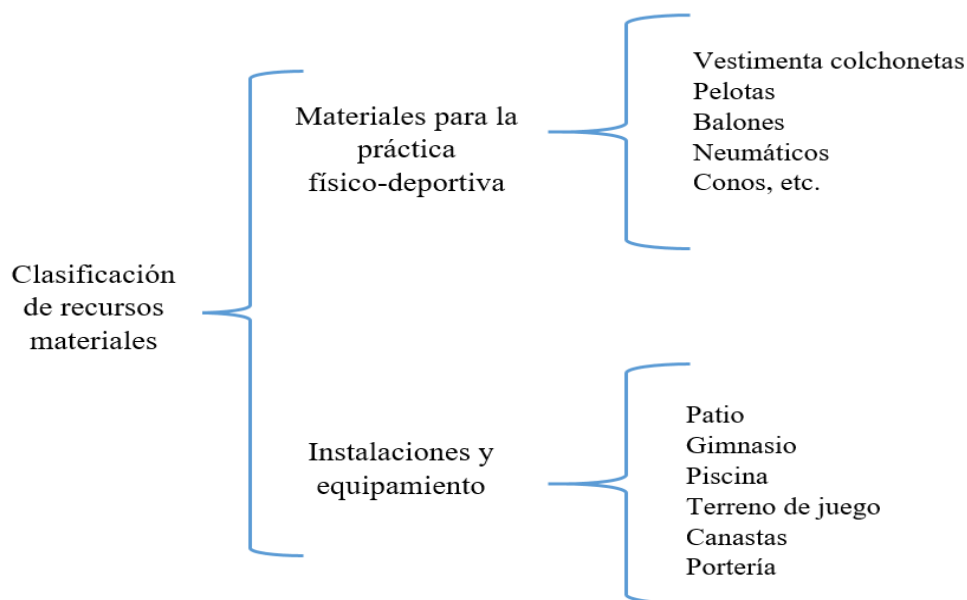 Clasificación
de recursos
materiales
Materiales para la
práctica
físico-deportiva
Vestimenta colchonetas
Pelotas
Balones
Neumáticos
Conos, etc.
Instalaciones y
equipamiento
Patio
Gimnasio
Piscina
Terreno de juego
Canastas
Portería